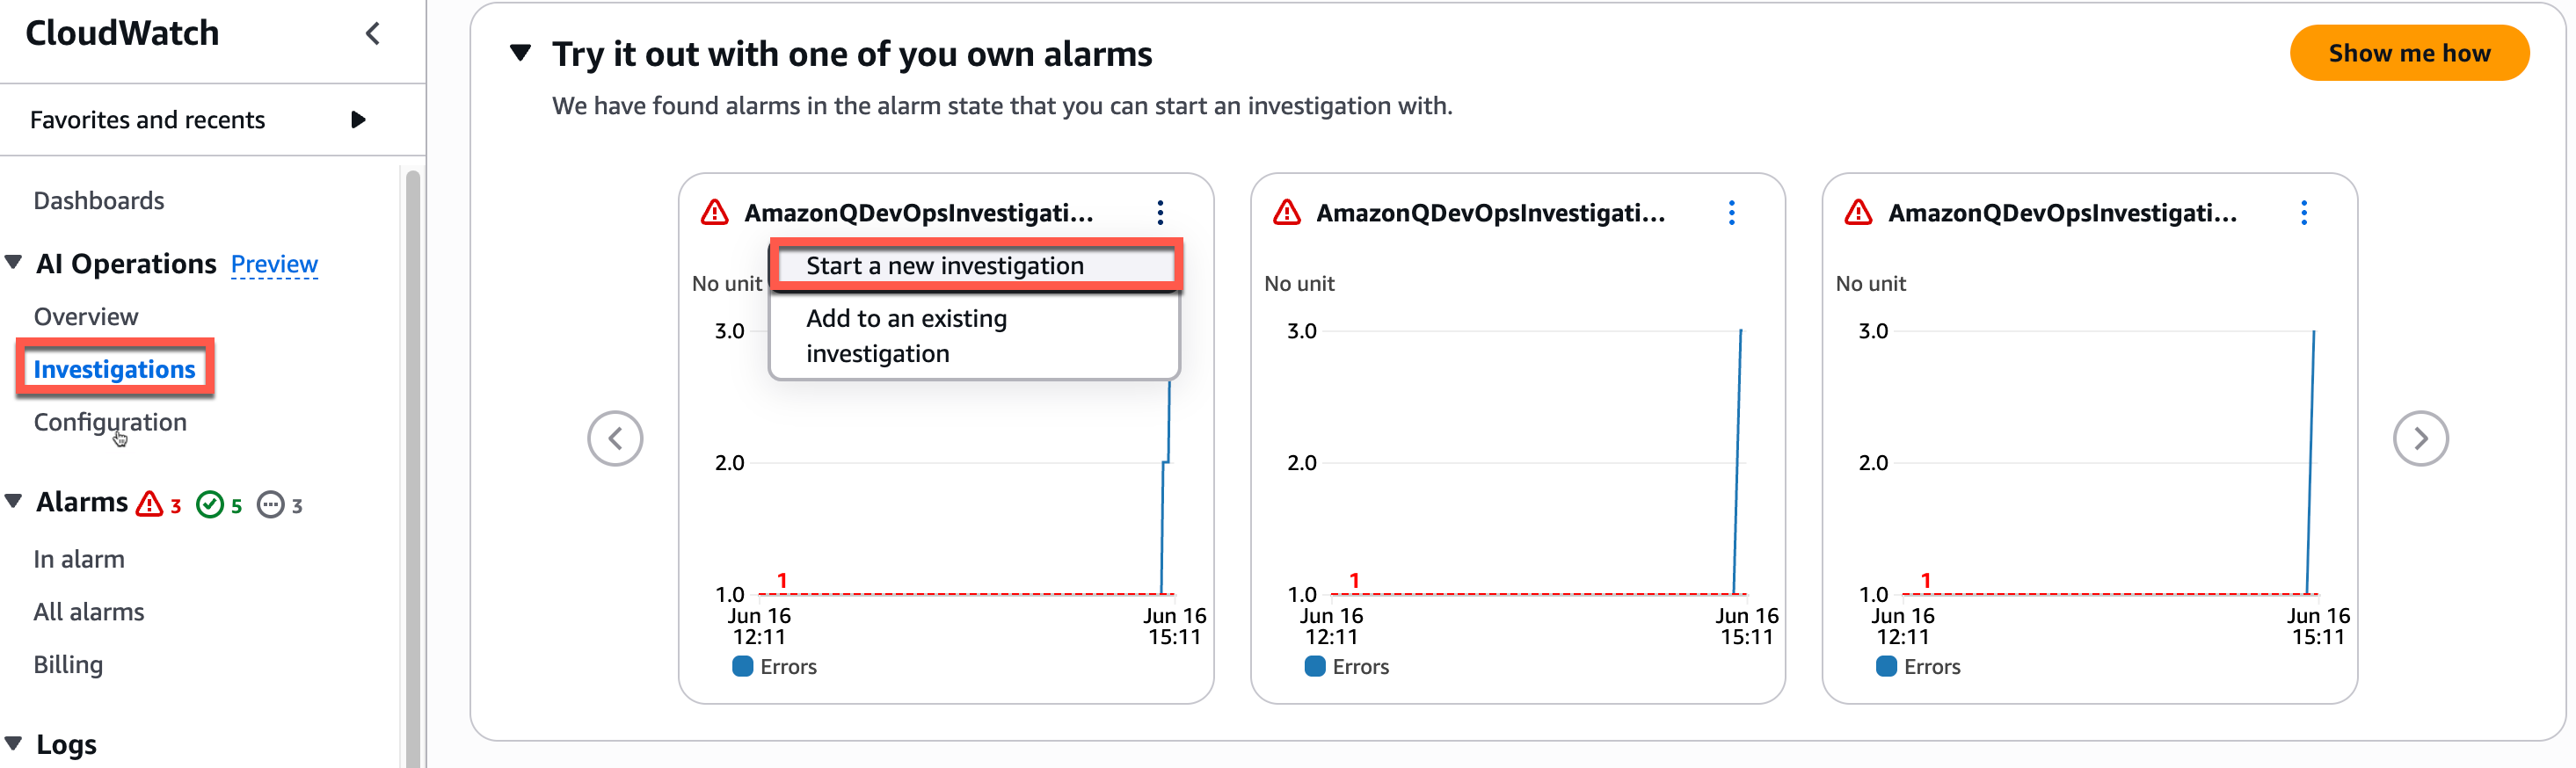 CloudWatch
Favorites and recents
Dashboards
AI Operations Preview
Overview
Investigations
Configuration
Alarms 3 5 3
In alarm
All alarms
Billing
Logs
Try it out with one of you own alarms
Show me how
We have found alarms in the alarm state that you can start an investigation with.
AmazonQDevOpsInvestigati...
Start a new investigation
Add to an existing
investigation
No unit
3.0
2.0
1.0
1
Jun 16
12:11
Jun 16
15:11
Errors
AmazonQDevOpsInvestigati...
No unit
3.0
2.0
1.0
1
Jun 16
12:11
Jun 16
15:11
Errors
AmazonQDevOpsInvestigati...
No unit
3.0
2.0
1.0
1
Jun 16
12:11
Jun 16
15:11
Errors